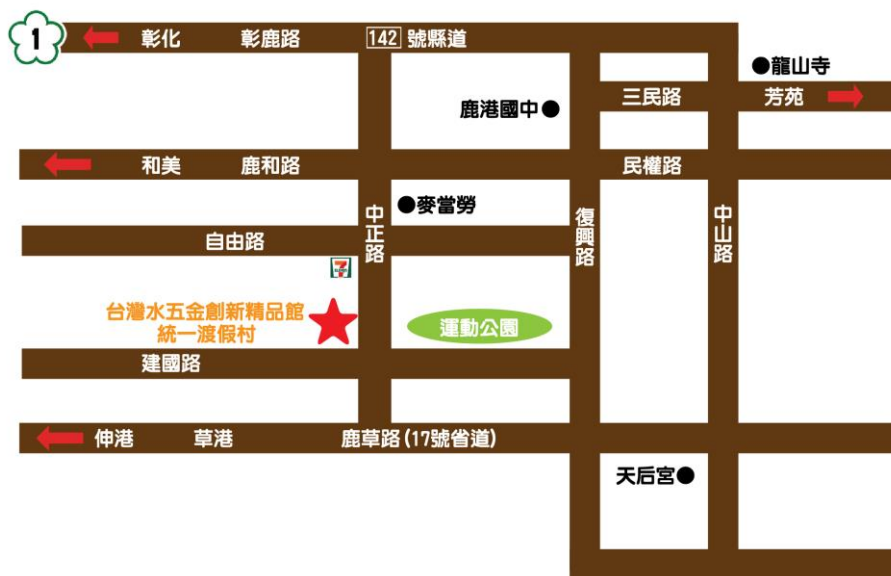 1
彰化 彰鹿路 142 號縣道
龍山寺
鹿港國中
三民路 芳苑
和美 鹿和路 民權路
麥當勞
中正路
復興路
中山路
自由路
7
ELEVEN
台灣水五金創新精品館
統一渡假村
運動公園
建國路
伸港 草港 鹿草路(17號省道)
天后宮